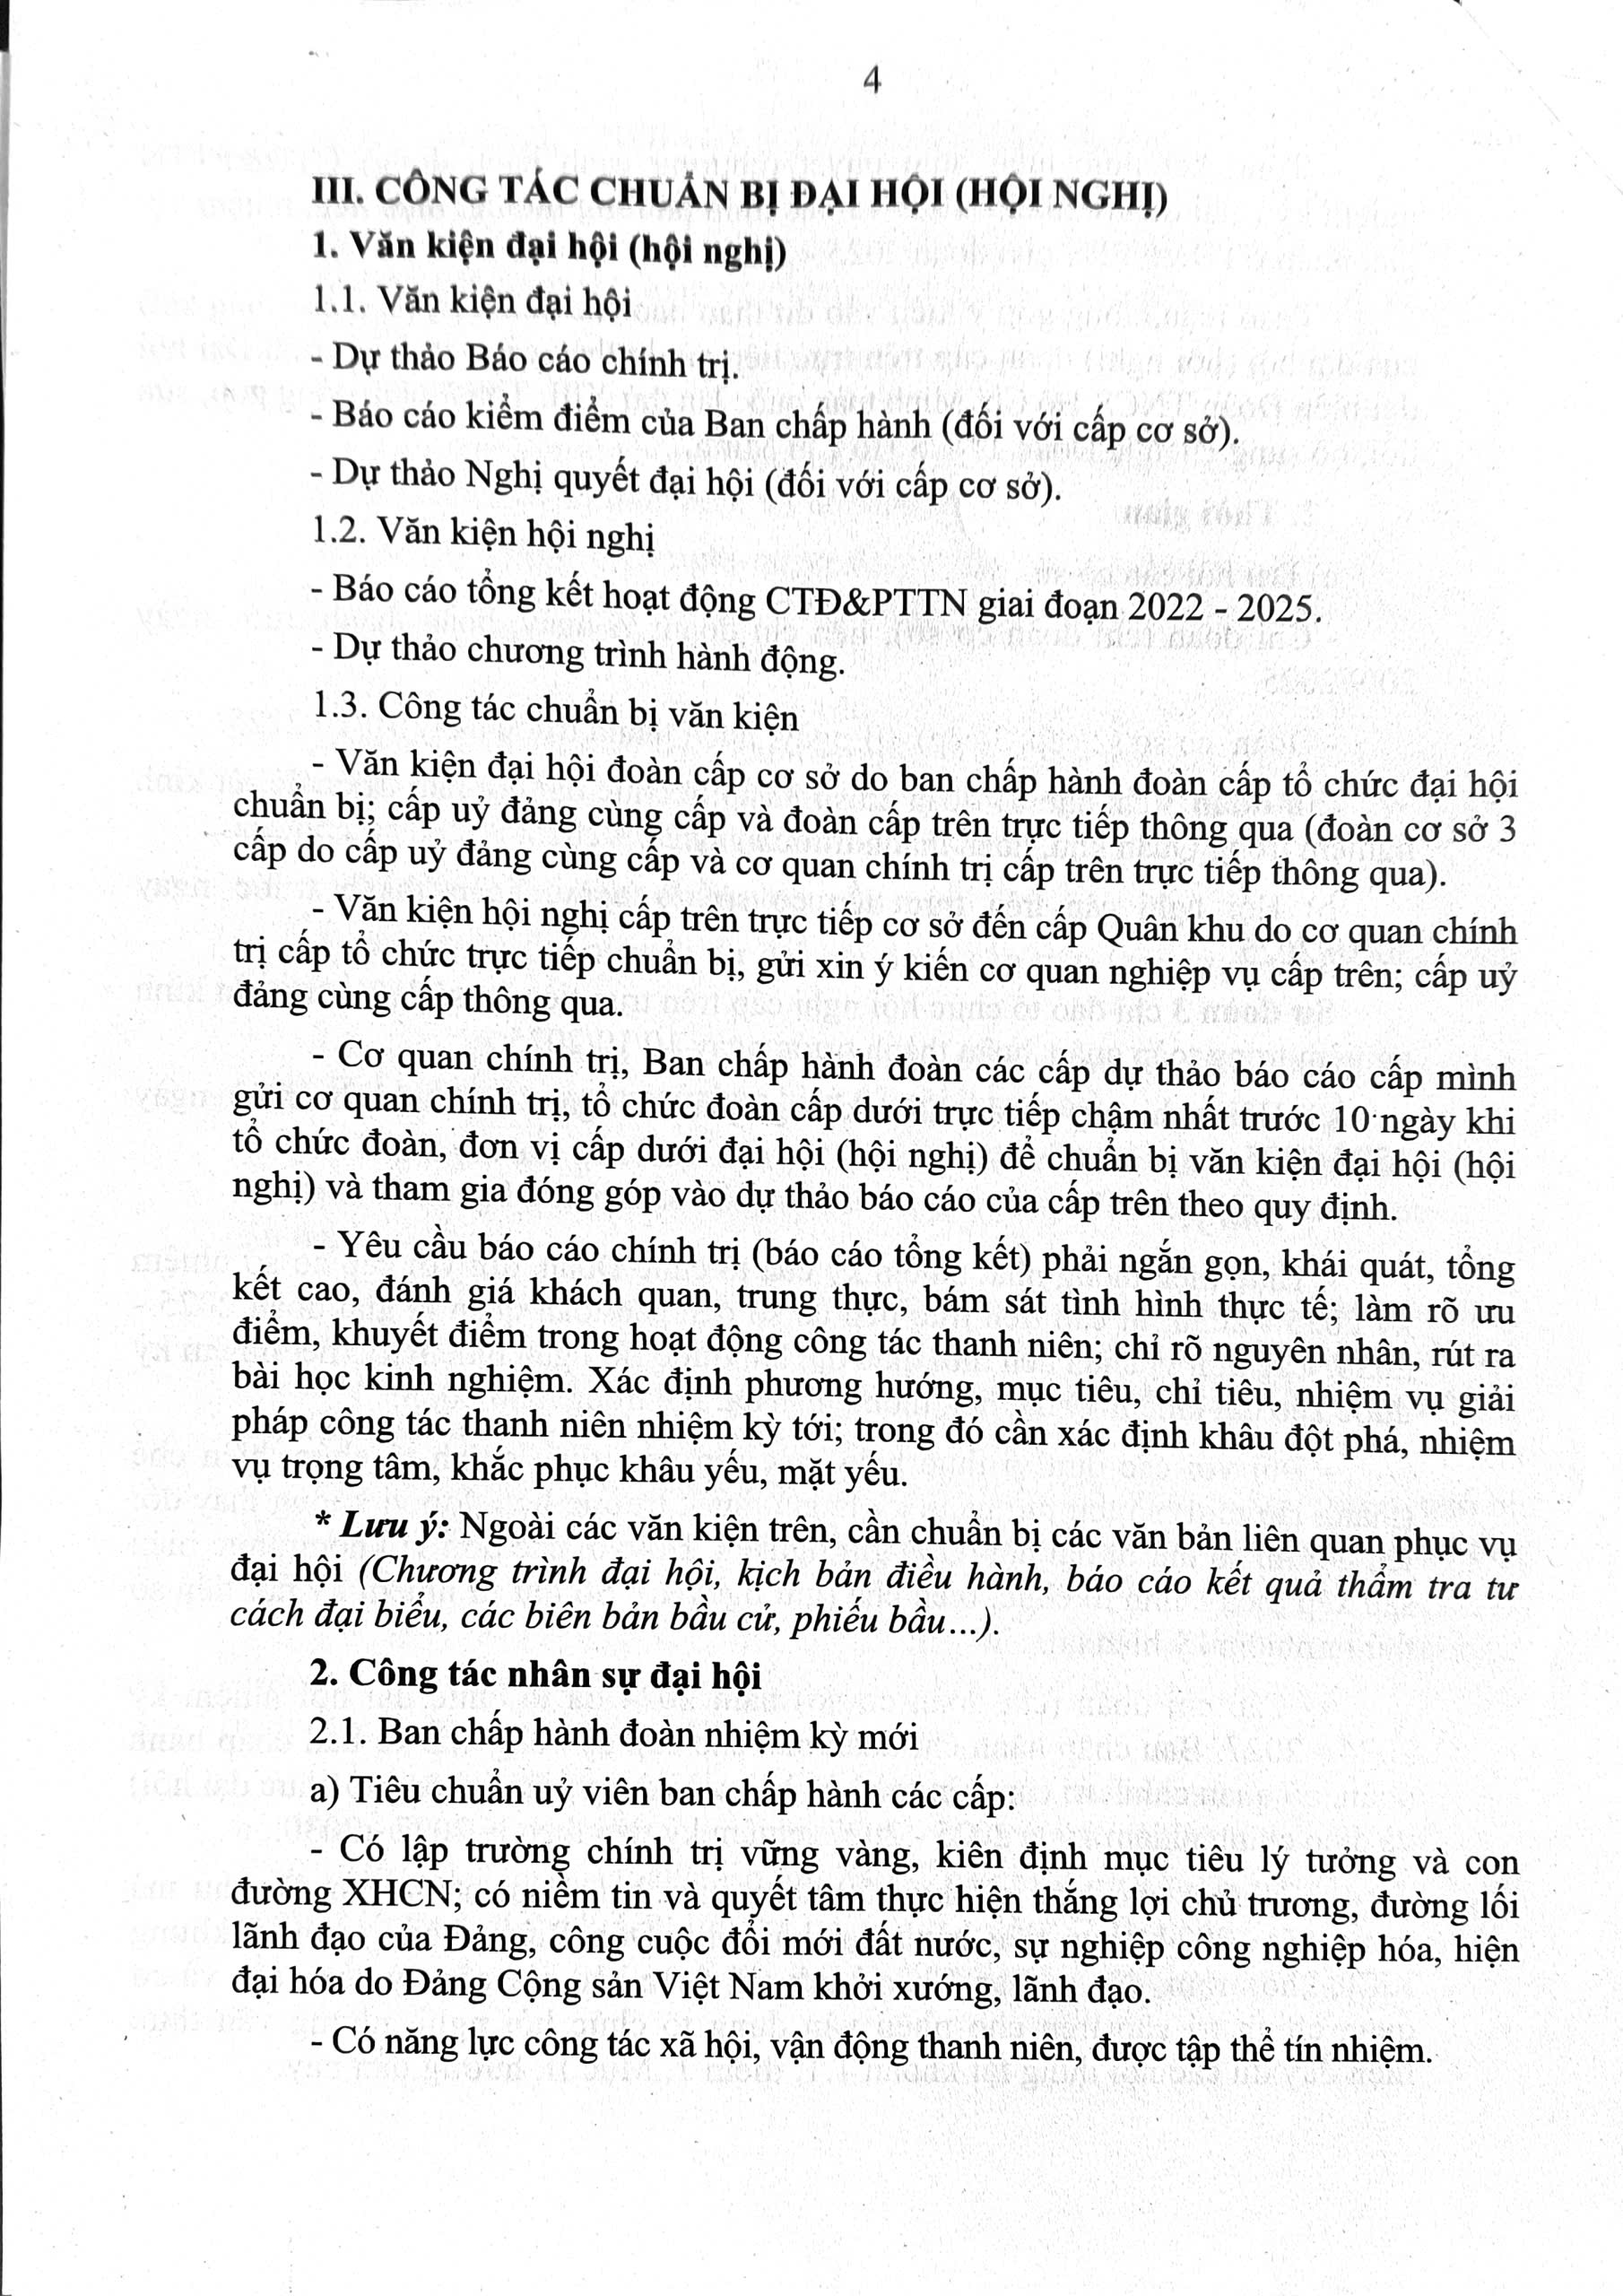 4
III. CÔNG TÁC CHUẨN BỊ ĐẠI HỘI (HỘI NGHỊ)
1. Văn kiện đại hội (hội nghị)
1.1. Văn kiện đại hội
- Dự thảo Báo cáo chính trị.
- Báo cáo kiểm điểm của Ban chấp hành (đối với cấp cơ sở).
- Dự thảo Nghị quyết đại hội (đối với cấp cơ sở).
1.2. Văn kiện hội nghị
- Báo cáo tổng kết hoạt động CTĐ&PTTN giai đoạn 2022 - 2025.
- Dự thảo chương trình hành động.
1.3. Công tác chuẩn bị văn kiện
- Văn kiện đại hội đoàn cấp cơ sở do ban chấp hành đoàn cấp tổ chức đại hội
chuẩn bị; cấp uỷ đảng cùng cấp và đoàn cấp trên trực tiếp thông qua (đoàn cơ sở 3
cấp do cấp uỷ đảng cùng cấp và cơ quan chính trị cấp trên trực tiếp thông qua).
- Văn kiện hội nghị cấp trên trực tiếp cơ sở đến cấp Quân khu do cơ quan chính
trị cấp tổ chức trực tiếp chuẩn bị, gửi xin ý kiến cơ quan nghiệp vụ cấp trên; cấp uỷ
đảng cùng cấp thông qua.
- Cơ quan chính trị, Ban chấp hành đoàn các cấp dự thảo báo cáo cấp mình
gửi cơ quan chính trị, tổ chức đoàn cấp dưới trực tiếp chậm nhất trước 10 ngày khi
tổ chức đoàn, đơn vị cấp dưới đại hội (hội nghị) để chuẩn bị văn kiện đại hội (hội
nghị) và tham gia đóng góp vào dự thảo báo cáo của cấp trên theo quy định.
- Yêu cầu báo cáo chính trị (báo cáo tổng kết) phải ngắn gọn, khái quát, tổng
kết cao, đánh giá khách quan, trung thực, bám sát tình hình thực tế; làm rõ ưu
điểm, khuyết điểm trong hoạt động công tác thanh niên; chỉ rõ nguyên nhân, rút ra
bài học kinh nghiệm. Xác định phương hướng, mục tiêu, chỉ tiêu, nhiệm vụ giải
pháp công tác thanh niên nhiệm kỳ tới; trong đó cần xác định khâu đột phá, nhiệm
vụ trọng tâm, khắc phục khâu yếu, mặt yếu.
* Lưu ý: Ngoài các văn kiện trên, cần chuẩn bị các văn bản liên quan phục vụ
đại hội (Chương trình đại hội, kịch bản điều hành, báo cáo kết quả thẩm tra tư
cách đại biểu, các biên bản bầu cử, phiếu bầu...).
2. Công tác nhân sự đại hội
2.1. Ban chấp hành đoàn nhiệm kỳ mới
a) Tiêu chuẩn uỷ viên ban chấp hành các cấp:
- Có lập trường chính trị vững vàng, kiên định mục tiêu lý tưởng và con
đường XHCN; có niềm tin và quyết tâm thực hiện thắng lợi chủ trương, đường lối
lãnh đạo của Đảng, công cuộc đổi mới đất nước, sự nghiệp công nghiệp hóa, hiện
đại hóa do Đảng Cộng sản Việt Nam khởi xướng, lãnh đạo.
- Có năng lực công tác xã hội, vận động thanh niên, được tập thể tín nhiệm.